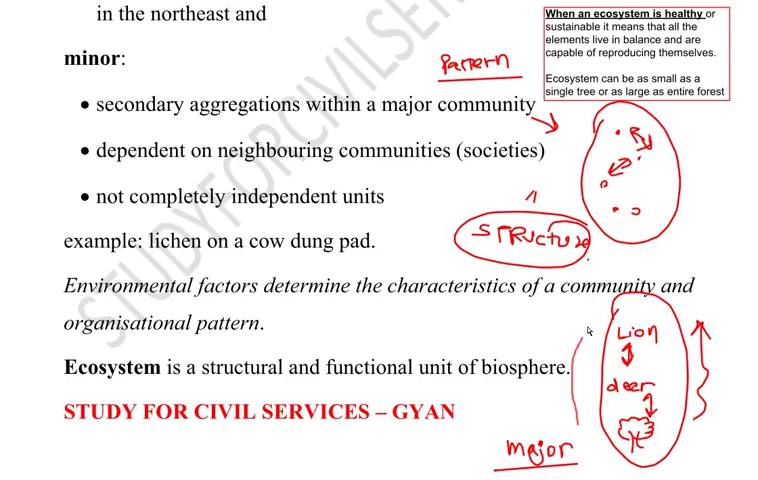 in the northeast and
minor:
• secondary aggregations within a major community
• dependent on neighbouring communities (societies)
• not completely independent units
example: lichen on a cow dung pad.
Environmental factors determine the characteristics of a community and
organisational pattern.
Ecosystem is a structural and functional unit of biosphere.
STUDY FOR CIVIL SERVICES – GYAN
When an ecosystem is healthy or
sustainable it means that all the
elements live in balance and are
capable of reproducing themselves.
Ecosystem can be as small as a
single tree or as large as entire forest
Pattern
STRUcture
Lion
deer
major
STUDYFORCIVILSER